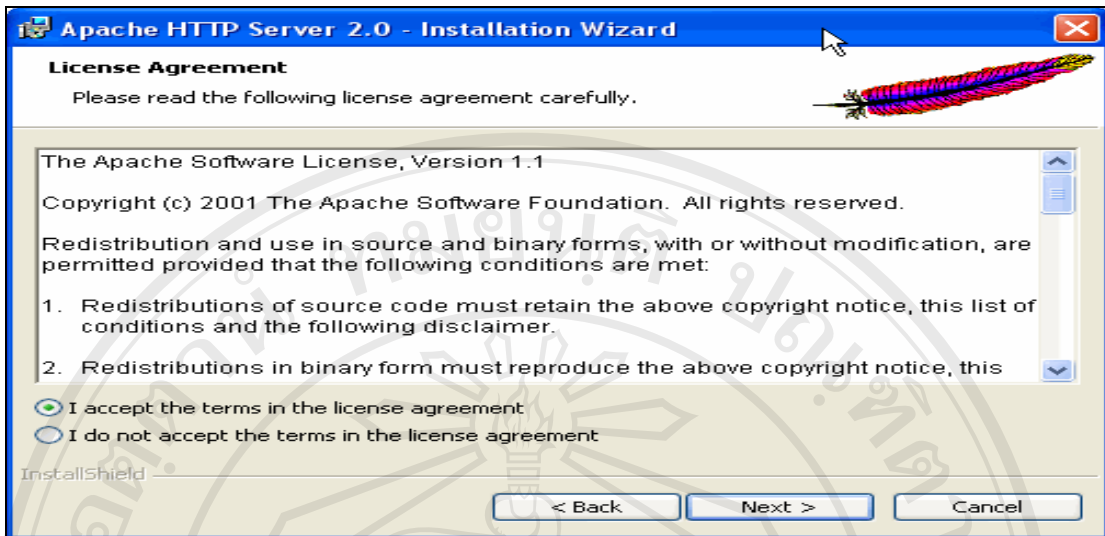 Apache HTTP Server 2.0 - Installation Wizard
License Agreement
Please read the following license agreement carefully.
The Apache Software License, Version 1.1
Copyright (c) 2001 The Apache Software Foundation.  All rights reserved.
Redistribution and use in source and binary forms, with or without modification, are
permitted provided that the following conditions are met:
1.  Redistributions of source code must retain the above copyright notice, this list of
conditions and the following disclaimer.
2.  Redistributions in binary form must reproduce the above copyright notice, this
I accept the terms in the license agreement
I do not accept the terms in the license agreement
InstallShield
< Back
Next >
Cancel